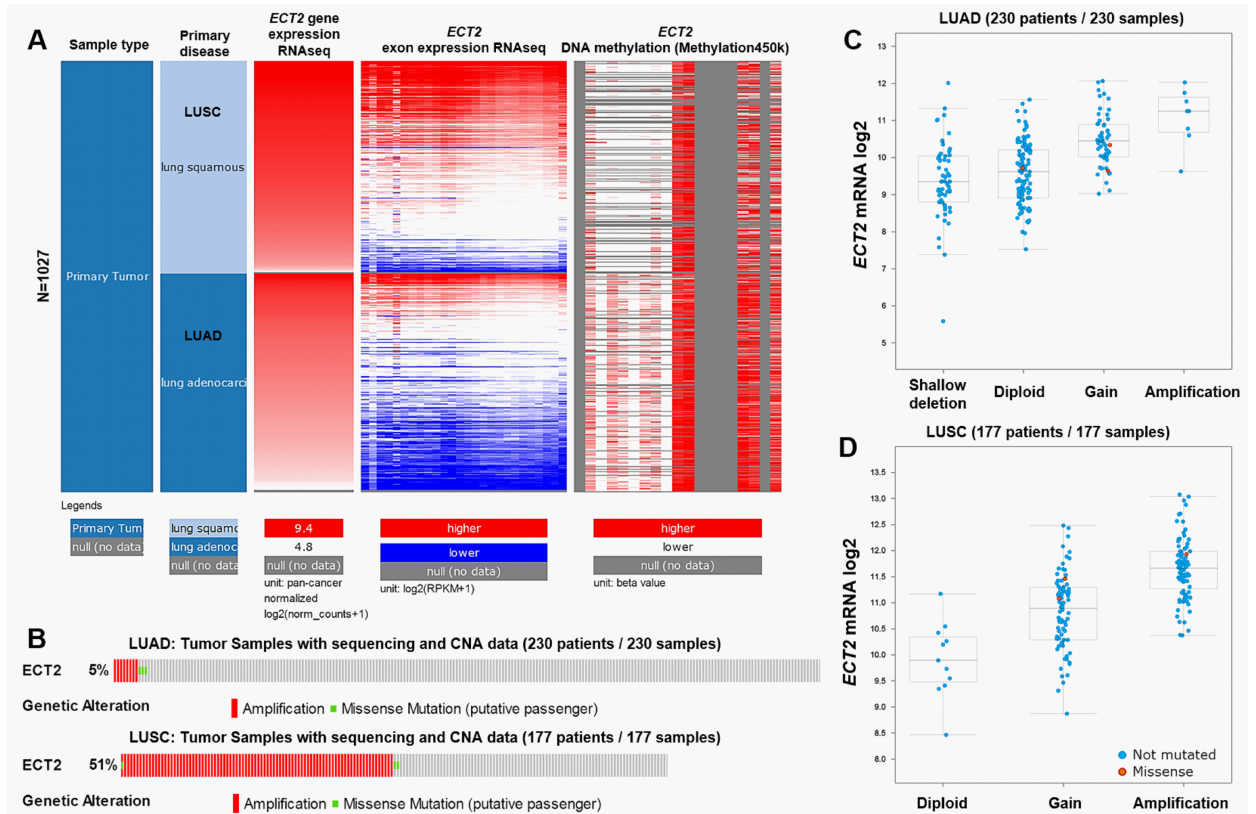 A
Sample type
Primary
disease
ECT2 gene
expression
RNAseq
ECT2
exon expression RNAseq
ECT2
DNA methylation (Methylation450k)
N=1027
Primary Tumor
LUSC
lung squamous
LUAD
lung adenocarci
Legends
Primary Tum
null (no data)
lung squamo
lung adenoc
null (no da
9.4
4.8
null (no data)
unit: pan-cancer
normalized
log2(norm_counts+1)
higher
lower
null (no data)
unit: log2(RPKM+1)
higher
lower
null (no data)
unit: beta value
B
LUAD: Tumor Samples with sequencing and CNA data (230 patients / 230 samples)
ECT2 5%
Genetic Alteration Amplification Missense Mutation (putative passenger)
LUSC: Tumor Samples with sequencing and CNA data (177 patients / 177 samples)
ECT2 51%
Genetic Alteration Amplification Missense Mutation (putative passenger)
C
LUAD (230 patients / 230 samples)
ECT2 mRNA log2
13
12
11
10
9
8
7
6
5
Shallow
deletion
Diploid
Gain
Amplification
D
LUSC (177 patients / 177 samples)
ECT2 mRNA log2
13.5
13.0
12.5
12.0
11.5
11.0
10.5
10.0
9.5
9.0
8.5
8.0
Not mutated
Missense
Diploid
Gain
Amplification